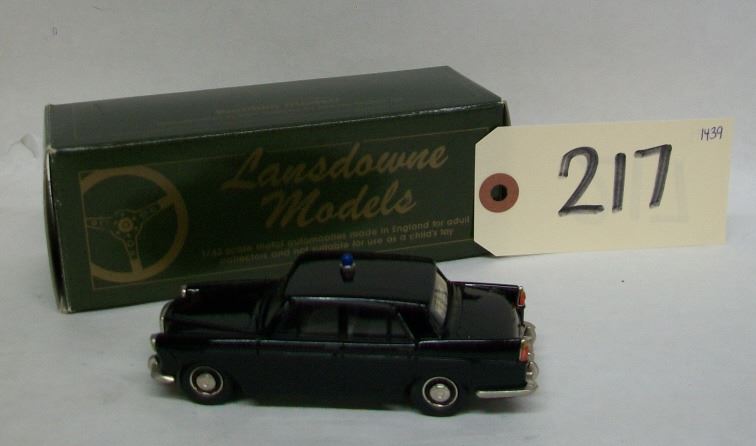 Lansdowne
Models
1/43 scale metal automobiles made in England for adult
collectors and not suitable for use as a child's toy
1439
217